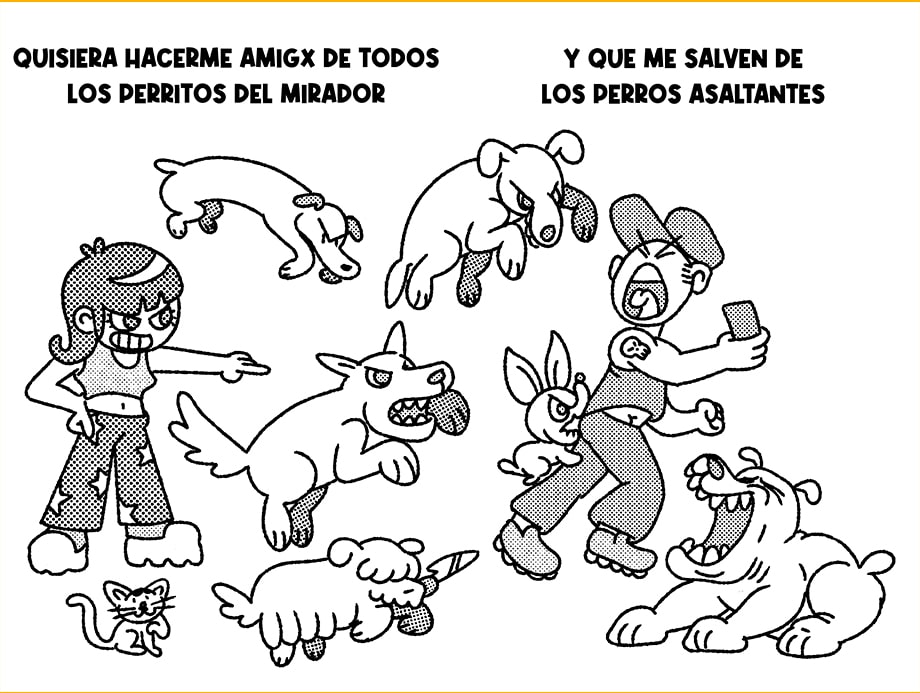 QUISIERA HACERME AMIGX DE TODOS
LOS PERRITOS DEL MIRADOR
Y QUE ME SALVEN DE
LOS PERROS ASALTANTES